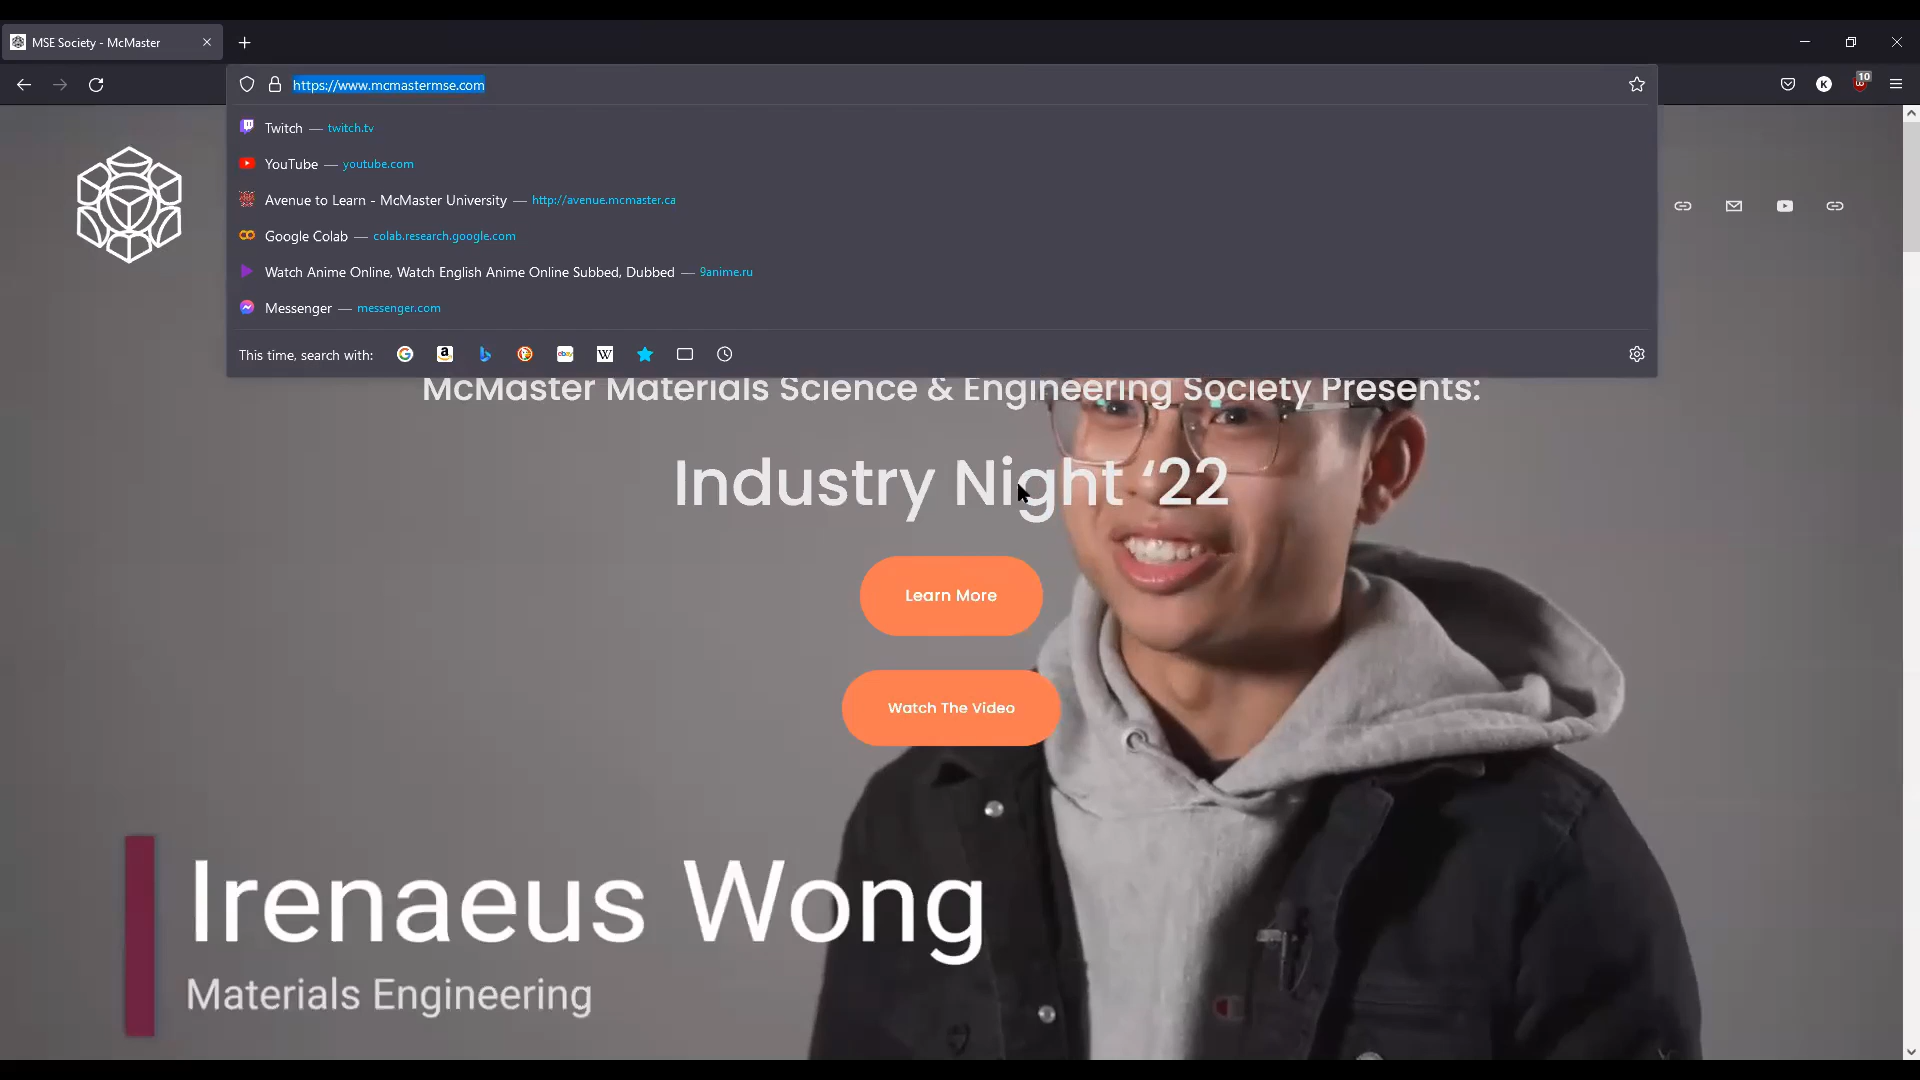 MSE Society - McMaster
10
https://www.mcmastermse.com
K
Twitch — twitch.tv
YouTube — youtube.com
Avenue to Learn - McMaster University — http://avenue.mcmaster.ca
Google Colab — colab.research.google.com
Watch Anime Online, Watch English Anime Online Subbed, Dubbed — 9anime.ru
Messenger — messenger.com
This time, search with: G a b ebay W
McMaster Materials Science & Engineering Society Presents:
Industry Night ‘22
Learn More
Watch The Video
Irenaeus Wong
Materials Engineering